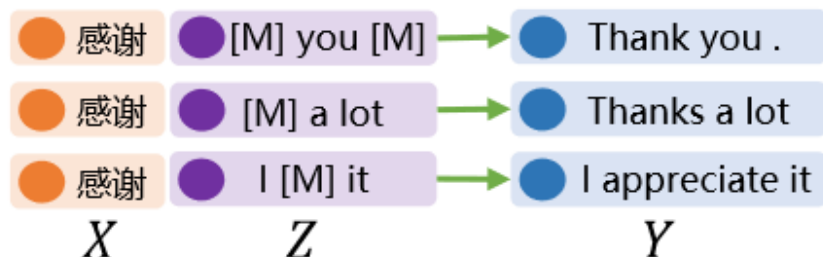 感谢 [M] you [M] Thank you .
感谢 [M] a lot Thanks a lot
感谢 I [M] it I appreciate it
X Z Y